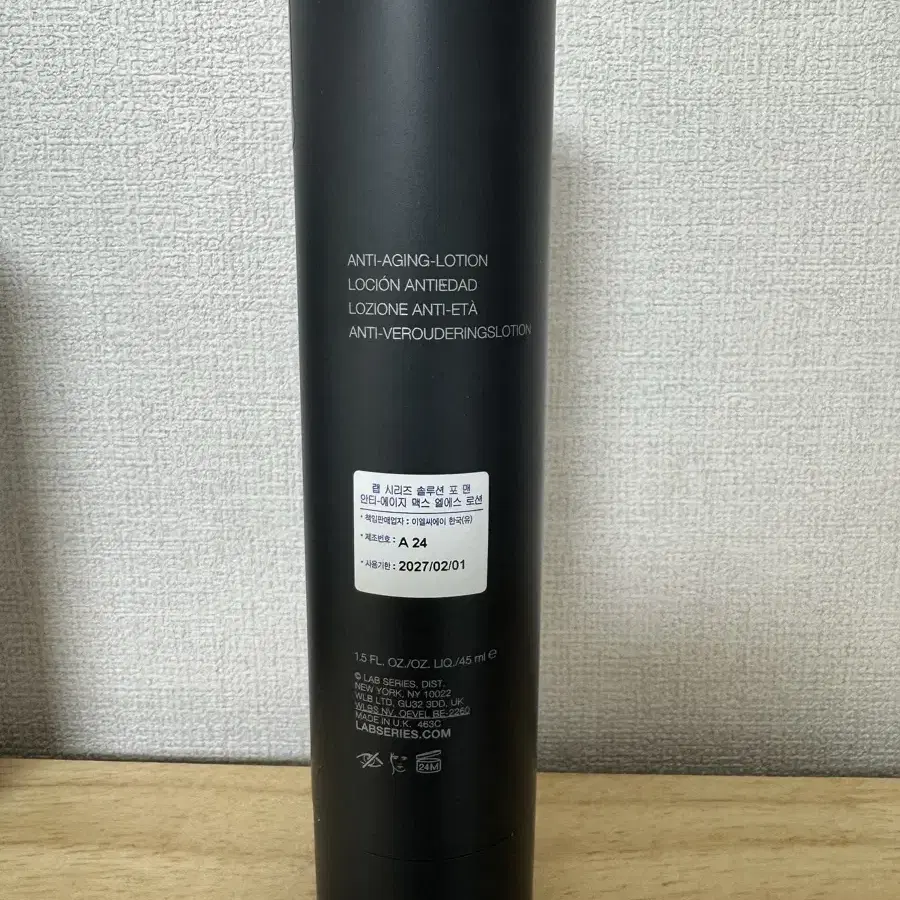 ANTI-AGING-LOTION
LOCIÓN ANTIEDAD
LOZIONE ANTI-ETÀ
ANTI-VEROUDERINGSLOTION
랩 시리즈 솔루션 포 맨
안티-에이지 맥스 엘에스 로션
* 책임판매업자 : 이엘씨에이 한국(유)
* 제조번호 : A 24
* 사용기한 : 2027/02/01
1.5 FL. OZ./OZ. LIQ./45 ml e
© LAB SERIES, DIST.
NEW YORK, NY 10022
WLB LTD, GU32 3DD, UK
WLBS NV. OEVEL BE-2260
MADE IN U.K. 463C
LABSERIES.COM
24M